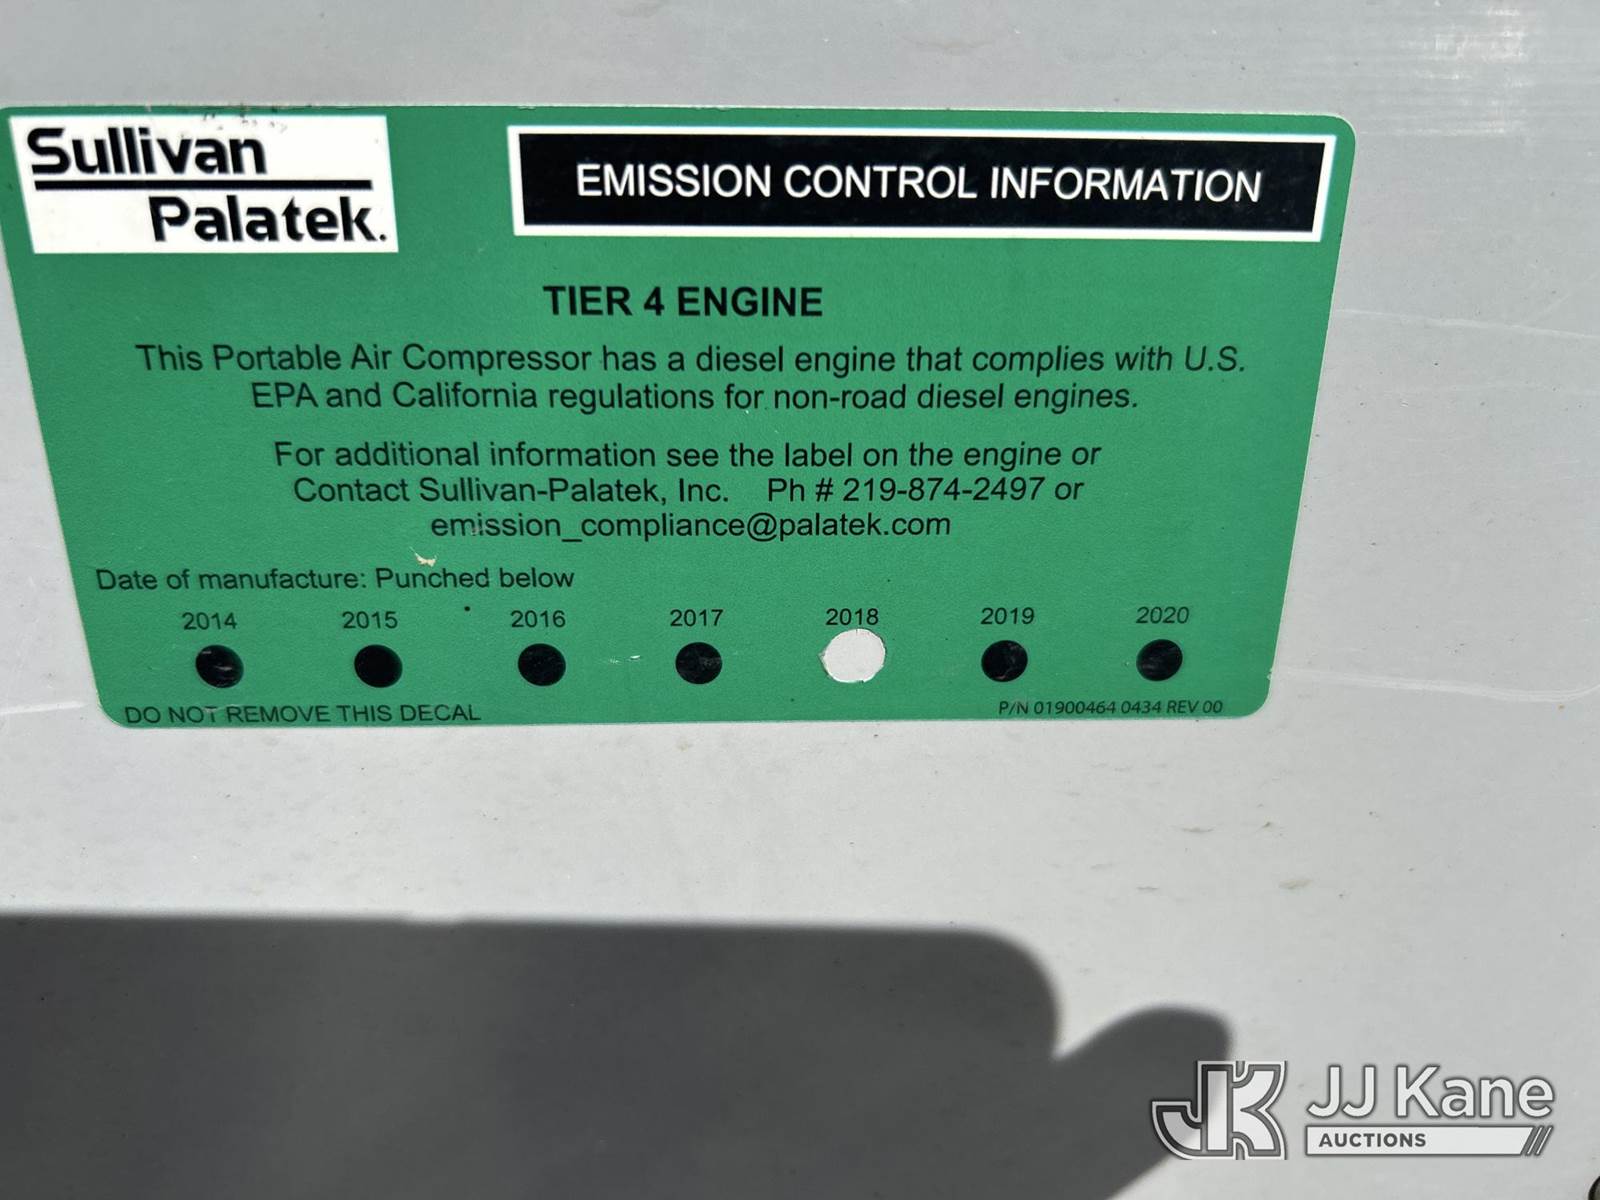 Sullivan
Palatek.
EMISSION CONTROL INFORMATION
TIER 4 ENGINE
This Portable Air Compressor has a diesel engine that complies with U.S.
EPA and California regulations for non-road diesel engines.
For additional information see the label on the engine or
Contact Sullivan-Palatek, Inc. Ph # 219-874-2497 or
emission_compliance@palatek.com
Date of manufacture: Punched below
2014 2015 2016 2017 2018 2019 2020
DO NOT REMOVE THIS DECAL P/N 01900464 0434 REV 00
JK JJ Kane
AUCTIONS